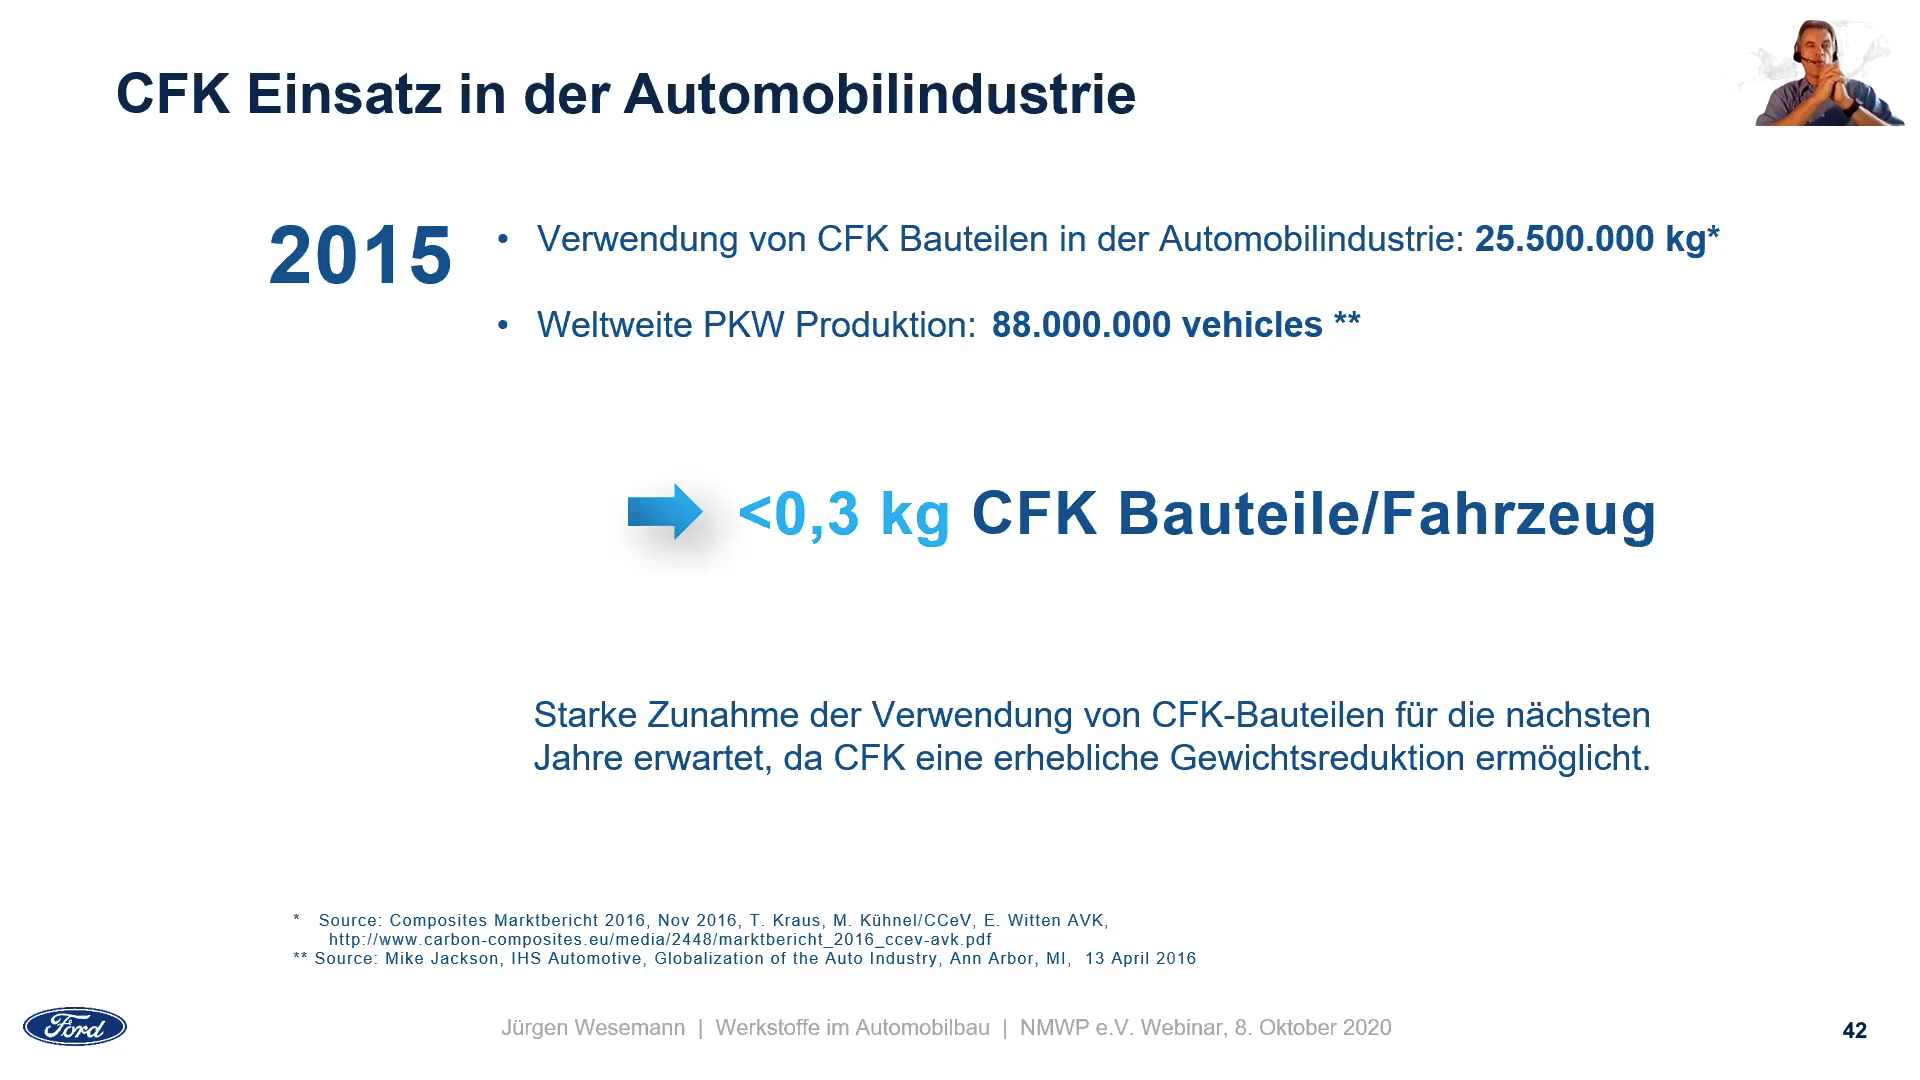 CFK Einsatz in der Automobilindustrie
2015
• Verwendung von CFK Bauteilen in der Automobilindustrie: 25.500.000 kg*
• Weltweite PKW Produktion: 88.000.000 vehicles **
<0,3 kg CFK Bauteile/Fahrzeug
Starke Zunahme der Verwendung von CFK-Bauteilen für die nächsten
Jahre erwartet, da CFK eine erhebliche Gewichtsreduktion ermöglicht.
* Source: Composites Marktbericht 2016, Nov 2016, T. Kraus, M. Kühnel/CCeV, E. Witten AVK,
http://www.carbon-composites.eu/media/2448/marktbericht_2016_ccev-avk.pdf
** Source: Mike Jackson, IHS Automotive, Globalization of the Auto Industry, Ann Arbor, MI, 13 April 2016
Ford
Jürgen Wesemann | Werkstoffe im Automobilbau | NMWP e.V. Webinar, 8. Oktober 2020
42